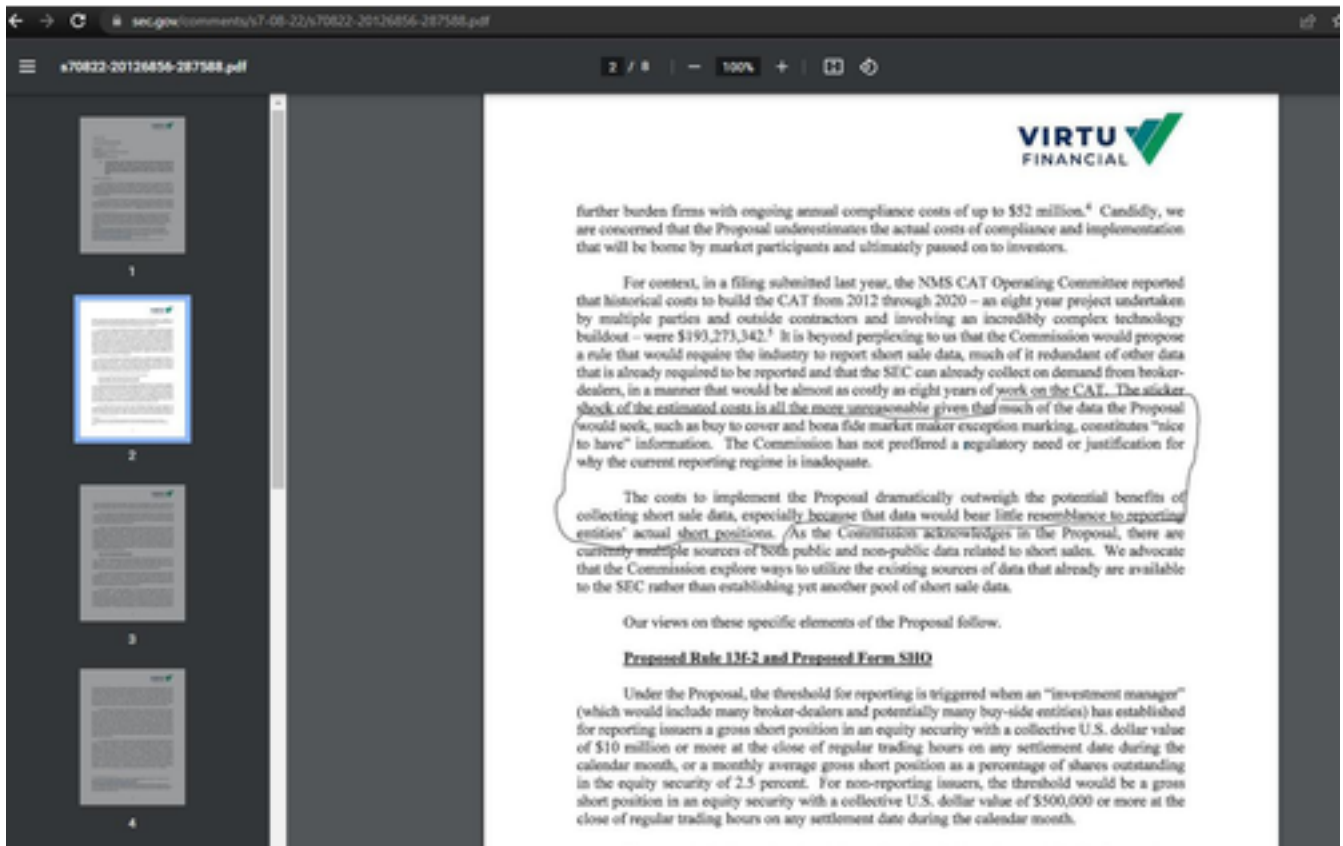 sec.gov/comments/s7-08-22/s70822-20126856-287588.pdf
s70822-20126856-287588.pdf
2 / 8
100%
1
2
3
4
VIRTU
FINANCIAL
further burden firms with ongoing annual compliance costs of up to $52 million.⁴ Candidly, we
are concerned that the Proposal underestimates the actual costs of compliance and implementation
that will be borne by market participants and ultimately passed on to investors.
For context, in a filing submitted last year, the NMS CAT Operating Committee reported
that historical costs to build the CAT from 2012 through 2020 – an eight year project undertaken
by multiple parties and outside contractors and involving an incredibly complex technology
buildout – were $193,273,342.⁵ It is beyond perplexing to us that the Commission would propose
a rule that would require the industry to report short sale data, much of it redundant of other data
that is already required to be reported and that the SEC can already collect on demand from broker-
dealers, in a manner that would be almost as costly as eight years of work on the CAT. The sticker
shock of the estimated costs is all the more unreasonable given that much of the data the Proposal
would seek, such as buy to cover and bona fide market maker exception marking, constitutes “nice
to have” information. The Commission has not proffered a regulatory need or justification for
why the current reporting regime is inadequate.
The costs to implement the Proposal dramatically outweigh the potential benefits of
collecting short sale data, especially because that data would bear little resemblance to reporting
entities’ actual short positions. As the Commission acknowledges in the Proposal, there are
currently multiple sources of both public and non-public data related to short sales. We advocate
that the Commission explore ways to utilize the existing sources of data that already are available
to the SEC rather than establishing yet another pool of short sale data.
Our views on these specific elements of the Proposal follow.
Proposed Rule 13f-2 and Proposed Form SHO
Under the Proposal, the threshold for reporting is triggered when an “investment manager”
(which would include many broker-dealers and potentially many buy-side entities) has established
for reporting issuers a gross short position in an equity security with a collective U.S. dollar value
of $10 million or more at the close of regular trading hours on any settlement date during the
calendar month, or a monthly average gross short position as a percentage of shares outstanding
in the equity security of 2.5 percent. For non-reporting issuers, the threshold would be a gross
short position in an equity security with a collective U.S. dollar value of $500,000 or more at the
close of regular trading hours on any settlement date during the calendar month.